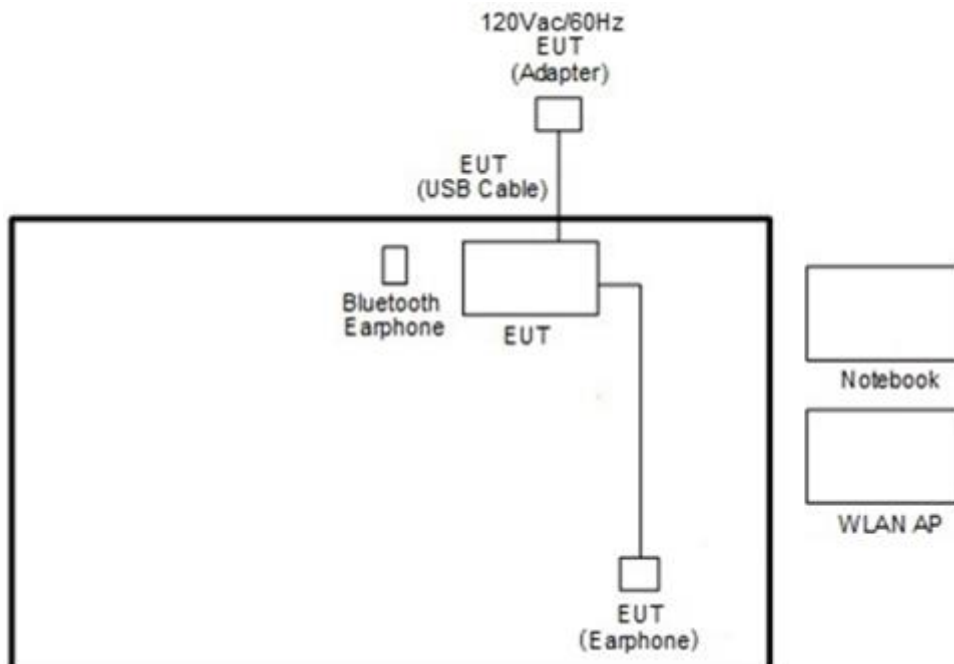 120Vac/60Hz
EUT
(Adapter)
EUT
(USB Cable)
Bluetooth
Earphone
EUT
Notebook
WLAN AP
EUT
(Earphone)